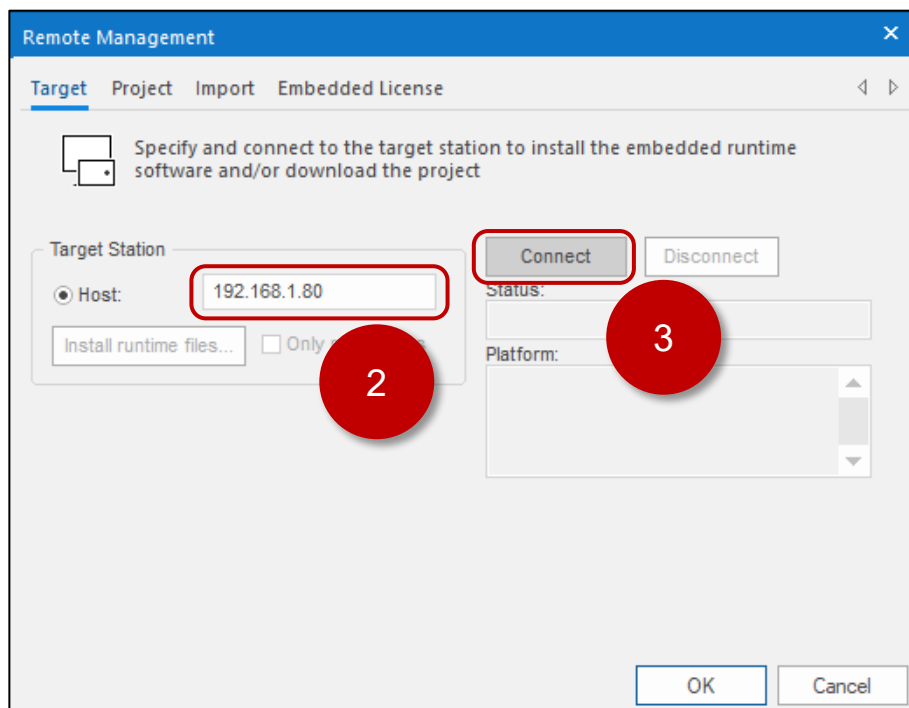 Remote Management
Target Project Import Embedded License
Specify and connect to the target station to install the embedded runtime
software and/or download the project
Target Station
Connect
Disconnect
Host:
192.168.1.80
Status:
Install runtime files...
Only
3
Platform:
2
OK
Cancel